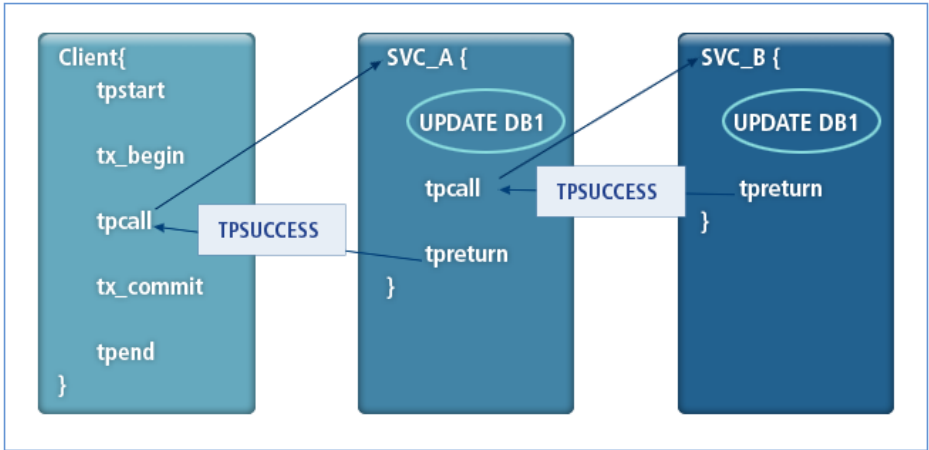 Client{
tpstart
tx_begin
tpcall
TPSUCCESS
tx_commit
tpend
}
SVC_A {
UPDATE DB1
tpcall
TPSUCCESS
tpreturn
}
SVC_B {
UPDATE DB1
tpreturn
}